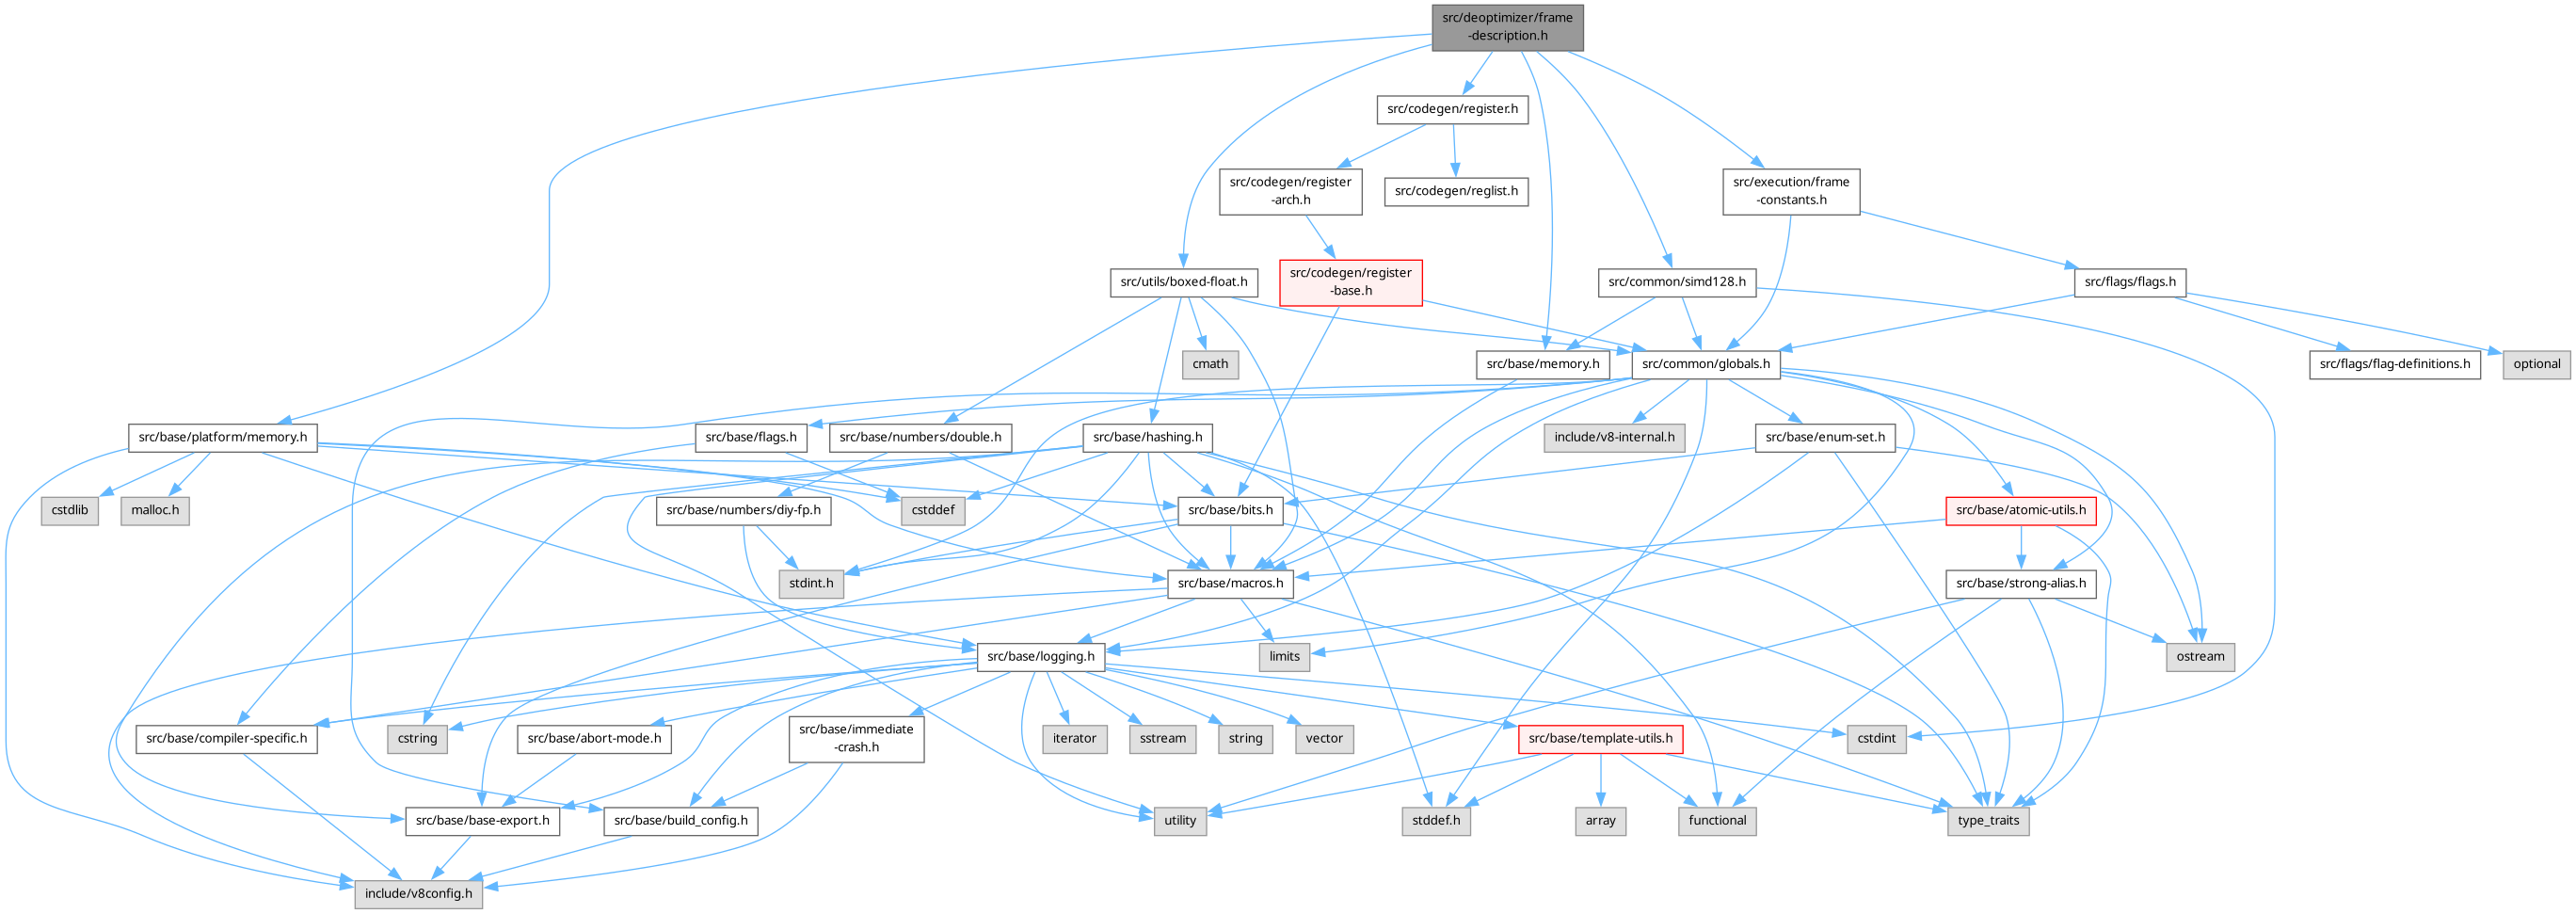 src/deoptimizer/frame
-description.h
src/codegen/register.h
src/codegen/register
-arch.h
src/codegen/reglist.h
src/execution/frame
-constants.h
src/utils/boxed-float.h
src/codegen/register
-base.h
src/common/simd128.h
src/flags/flags.h
cmath
src/base/memory.h
src/common/globals.h
src/flags/flag-definitions.h
optional
src/base/platform/memory.h
src/base/flags.h
src/base/numbers/double.h
src/base/hashing.h
include/v8-internal.h
src/base/enum-set.h
cstdlib
malloc.h
src/base/numbers/diy-fp.h
cstddef
src/base/bits.h
src/base/atomic-utils.h
stdint.h
src/base/macros.h
src/base/strong-alias.h
src/base/logging.h
limits
ostream
src/base/compiler-specific.h
cstring
src/base/abort-mode.h
src/base/immediate
-crash.h
iterator
sstream
string
vector
src/base/template-utils.h
cstdint
src/base/base-export.h
src/base/build_config.h
utility
stddef.h
array
functional
type_traits
include/v8config.h